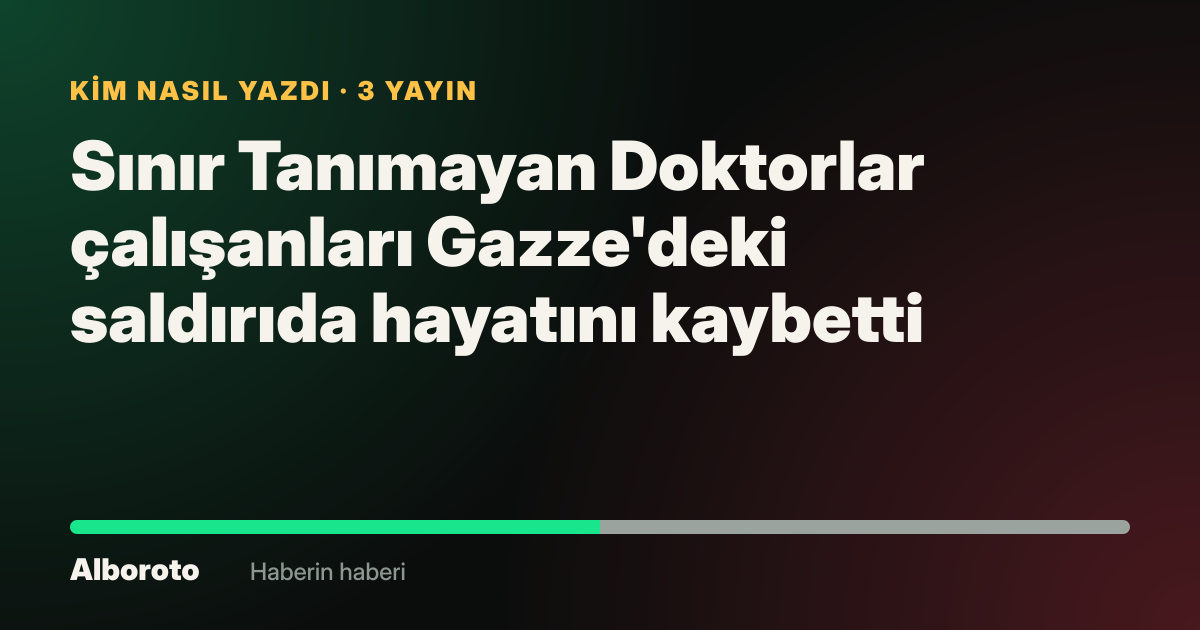 KİM NASIL YAZDI · 3 YAYIN
Sınır Tanımayan Doktorlar
çalışanları Gazze'deki
saldırıda hayatını kaybetti
Alboroto
Haberin haberi